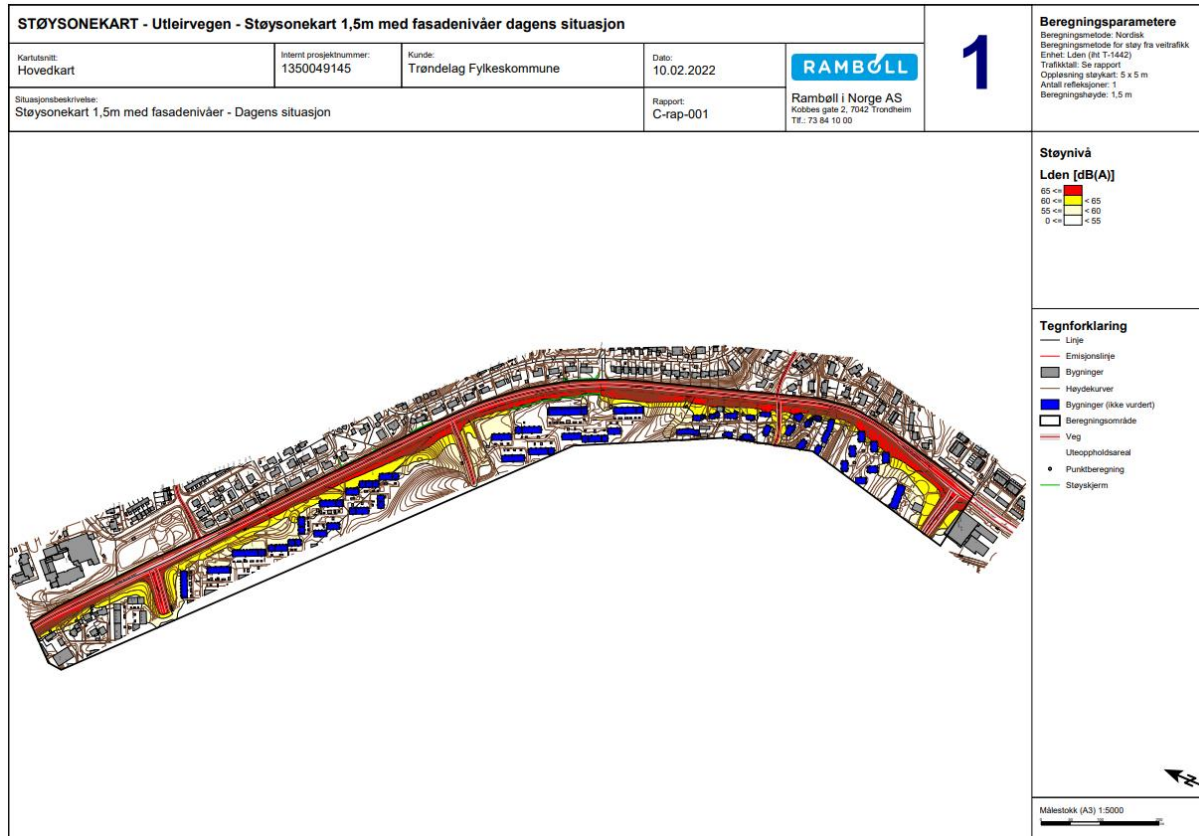 STØYSONEKART - Utleirvegen - Støysonekart 1,5m med fasadenivåer dagens situasjon
Kartutsnitt:
Hovedkart
Internt prosjektnummer:
1350049145
Kunde:
Trøndelag Fylkeskommune
Dato:
10.02.2022
Situasjonsbeskrivelse:
Støysonekart 1,5m med fasadenivåer - Dagens situasjon
Rapport:
C-rap-001
RAMBOLL
Rambøll i Norge AS
Kobbes gate 2, 7042 Trondheim
Tlf.: 73 84 10 00
1
Beregningsparametere
Beregningsmetode: Nordisk
Beregningsmetode for støy fra veitrafikk
Enhet: Lden (iht T-1442)
Trafikktall: Se rapport
Oppløsning støykart: 5 x 5 m
Antall refleksjoner: 1
Beregningshøyde: 1,5 m
Støynivå
Lden [dB(A)]
65 <=
60 <= < 65
55 <= < 60
0 <= < 55
Tegnforklaring
Linje
Emisjonslinje
Bygninger
Høydekurver
Bygninger (ikke vurdert)
Beregningsområde
Veg
Uteoppholdsareal
Punktberegning
Støyskjerm
N
Målestokk (A3) 1:5000